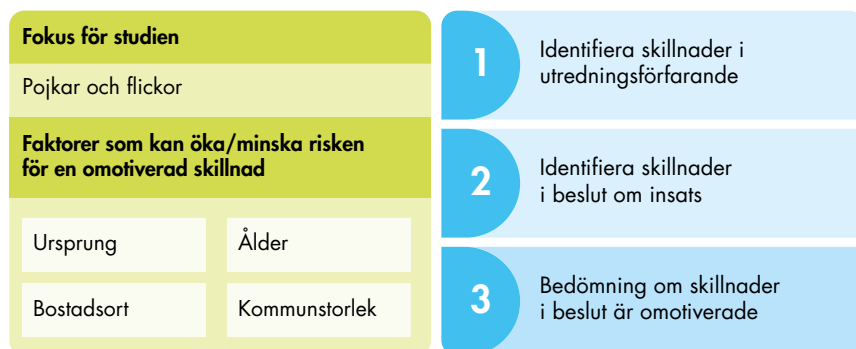 Fokus för studien
Pojkar och flickor
Faktorer som kan öka/minska risken
för en omotiverad skillnad
Ursprung
Ålder
Bostadsort
Kommunstorlek
1
Identifiera skillnader i
utredningsförfarande
2
Identifiera skillnader
i beslut om insats
3
Bedömning om skillnader
i beslut är omotiverade